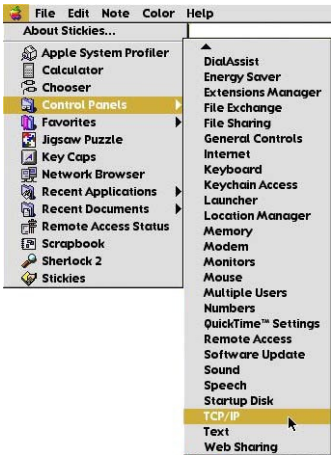 File Edit Note Color Help
About Stickies...
Apple System Profiler
Calculator
Chooser
Control Panels
Favorites
Jigsaw Puzzle
Key Caps
Network Browser
Recent Applications
Recent Documents
Remote Access Status
Scrapbook
Sherlock 2
Stickies
DialAssist
Energy Saver
Extensions Manager
File Exchange
File Sharing
General Controls
Internet
Keyboard
Keychain Access
Launcher
Location Manager
Memory
Modem
Monitors
Mouse
Multiple Users
Numbers
QuickTime™ Settings
Remote Access
Software Update
Sound
Speech
Startup Disk
TCP/IP
Text
Web Sharing